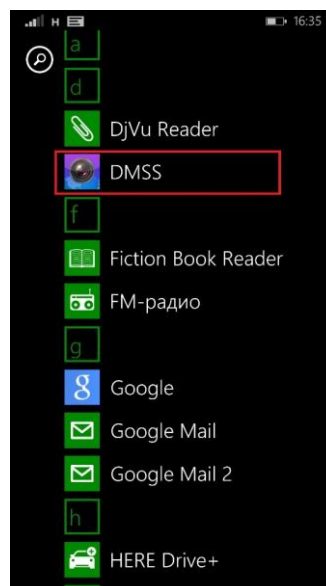 H 16:35
a
d
DjVu Reader
DMSS
f
Fiction Book Reader
FM-радио
g
g Google
Google Mail
Google Mail 2
h
HERE Drive+